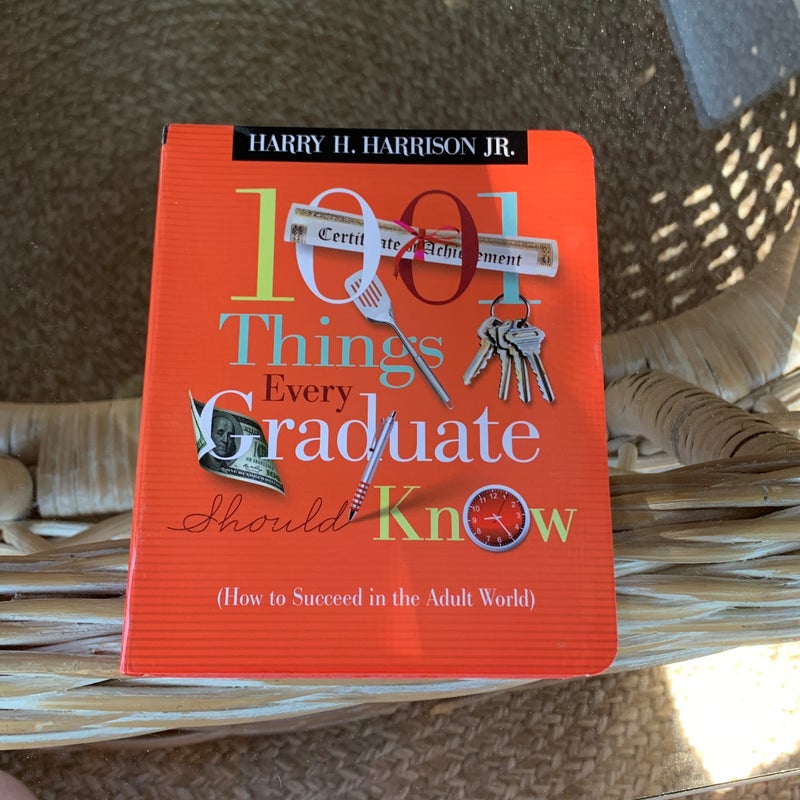 HARRY H. HARRISON JR.
1001
Certificate of Achievement
Things
Every
Graduate
Should Know
(How to Succeed in the Adult World)